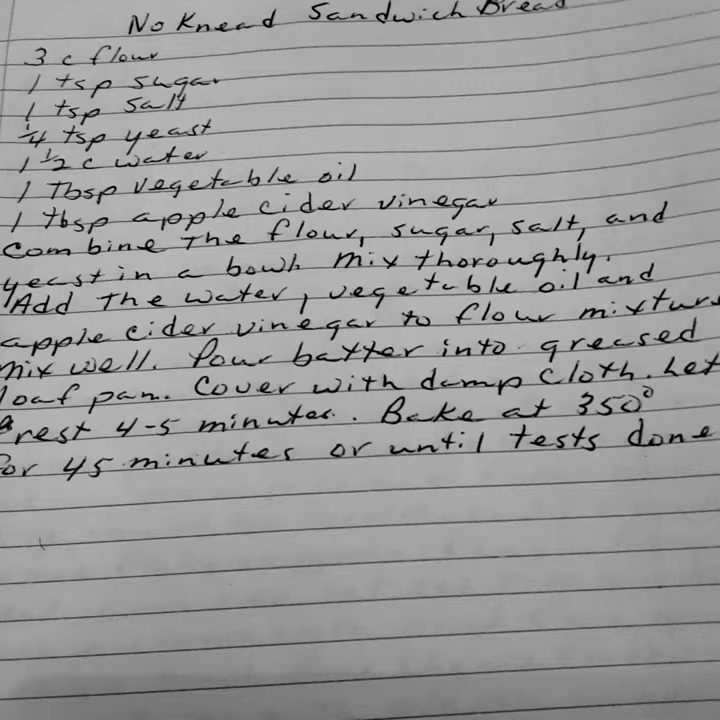 No Knead Sandwich Bread
3 c flour
1 tsp sugar
1 tsp salt
1/4 tsp yeast
1 1/2 c water
1 Tbsp vegetable oil
1 tbsp apple cider vinegar
Combine The flour, sugar, salt, and
yeast in a bowl. Mix thoroughly.
Add The water, vegetable oil and
apple cider vinegar to flour mixture
mix well. Pour batter into greased
loaf pan. Cover with damp cloth. Let
rest 4-5 minutes. Bake at 350°
For 45 minutes or until tests done